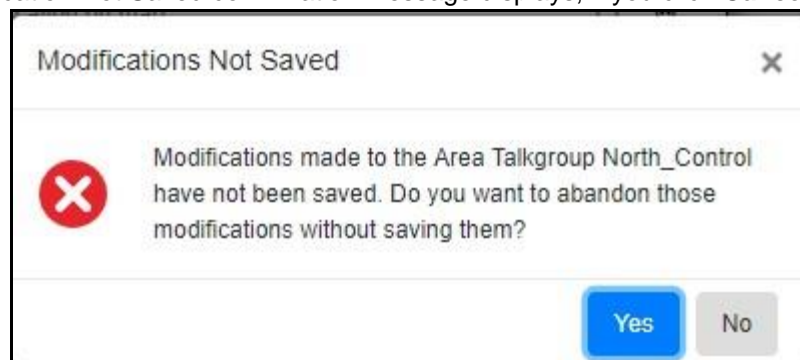 Modifications Not Saved
Modifications made to the Area Talkgroup North_Control
have not been saved. Do you want to abandon those
modifications without saving them?
Yes No